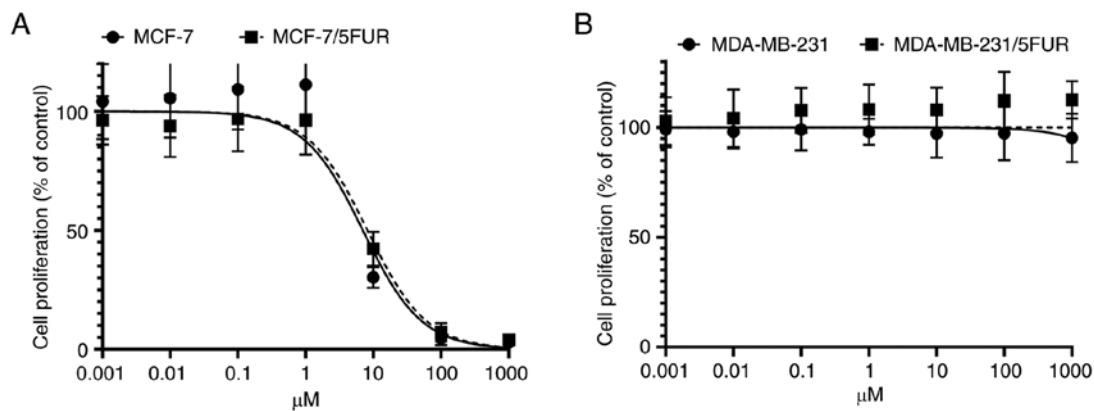 A
MCF-7 MCF-7/5FUR
Cell proliferation (% of control)
100
50
0
0.001 0.01 0.1 1 10 100 1000
μM
B
MDA-MB-231 MDA-MB-231/5FUR
Cell proliferation (% of control)
100
50
0
0.001 0.01 0.1 1 10 100 1000
μM